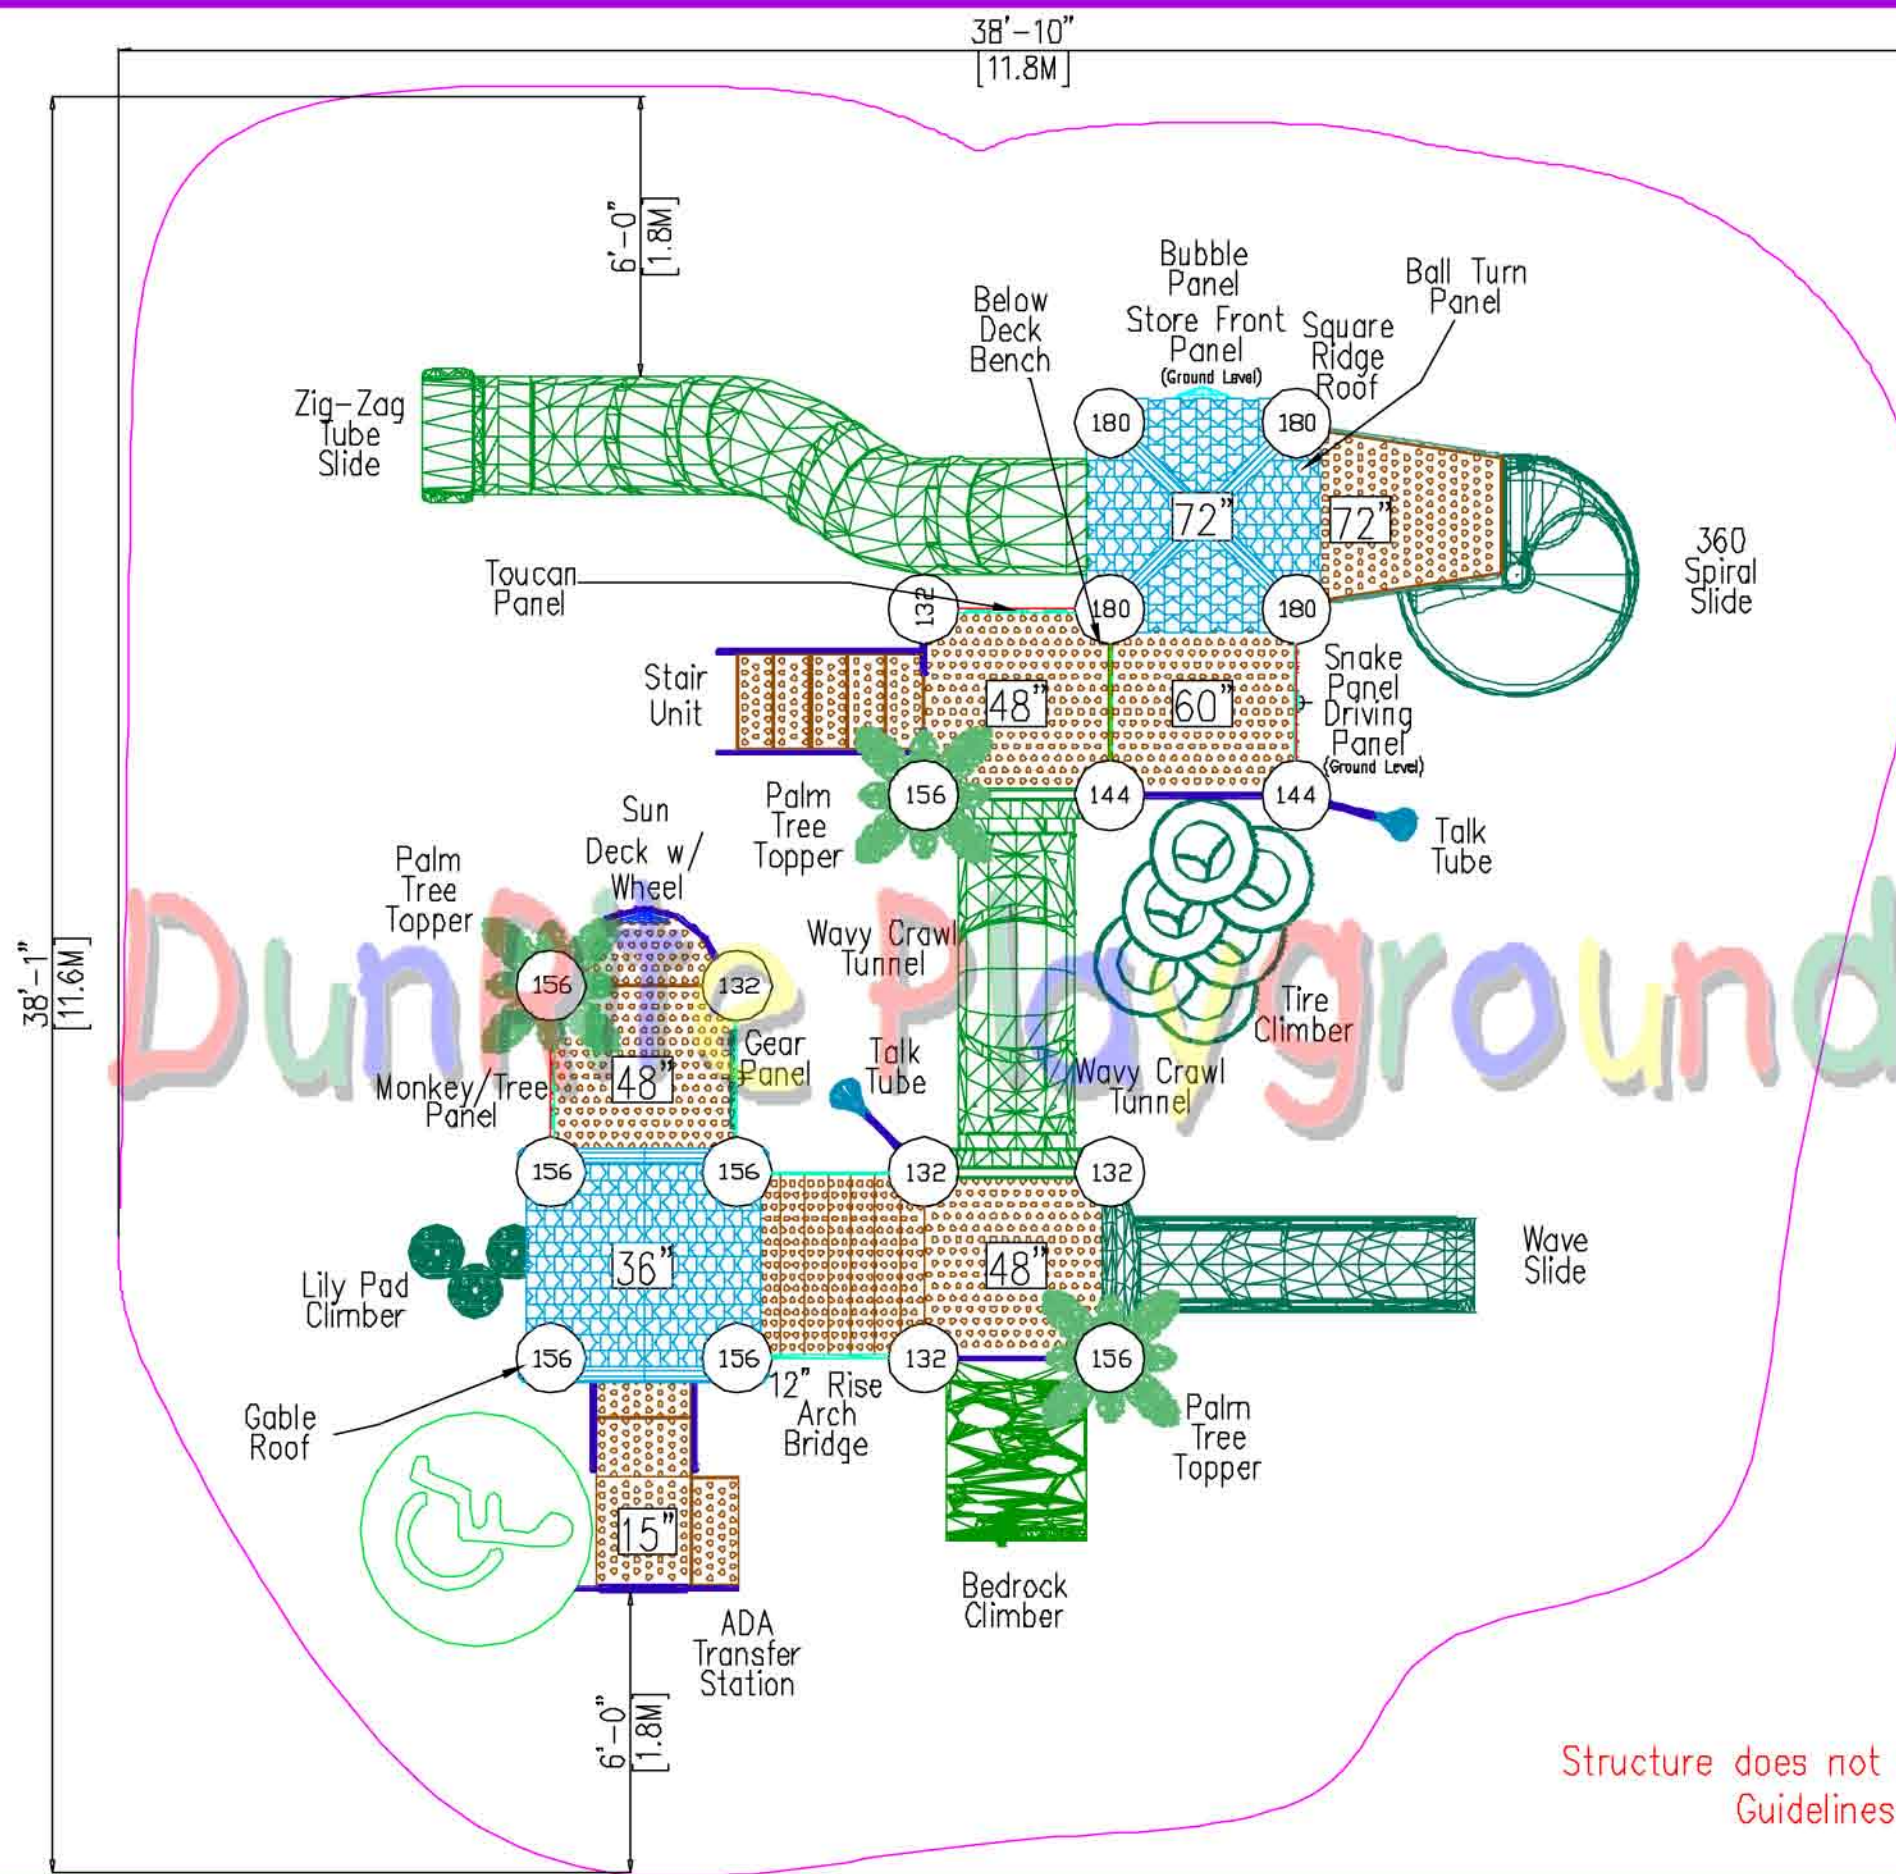 38'-10"
[11.8M]
6'-0"
[1.8M]
Bubble
Panel
Store Front
Panel
(Ground Level)
Ball Turn
Panel
Below
Deck
Bench
Square
Ridge
Roof
Zig-Zag
Tube
Slide
180
180
72"
72"
360
Spiral
Slide
Toucan
Panel
132
180
180
Stair
Unit
48"
60"
Snake
Panel
Driving
Panel
(Ground Level)
Palm
Tree
Topper
156
144
144
Talk
Tube
Sun
Deck w/
Wheel
Palm
Tree
Topper
DunRite Playground
38'-1"
[11.6M]
156
132
Wavy Crawl
Tunnel
Tire
Climber
Gear
Panel
Talk
Tube
Wavy Crawl
Tunnel
Monkey/Tree
Panel
48"
156
156
132
132
Lily Pad
Climber
36"
48"
Wave
Slide
156
156
132
156
12" Rise
Arch
Bridge
Gable
Roof
Palm
Tree
Topper
15"
Bedrock
Climber
ADA
Transfer
Station
6'-0"
[1.8M]
Structure does not
Guidelines